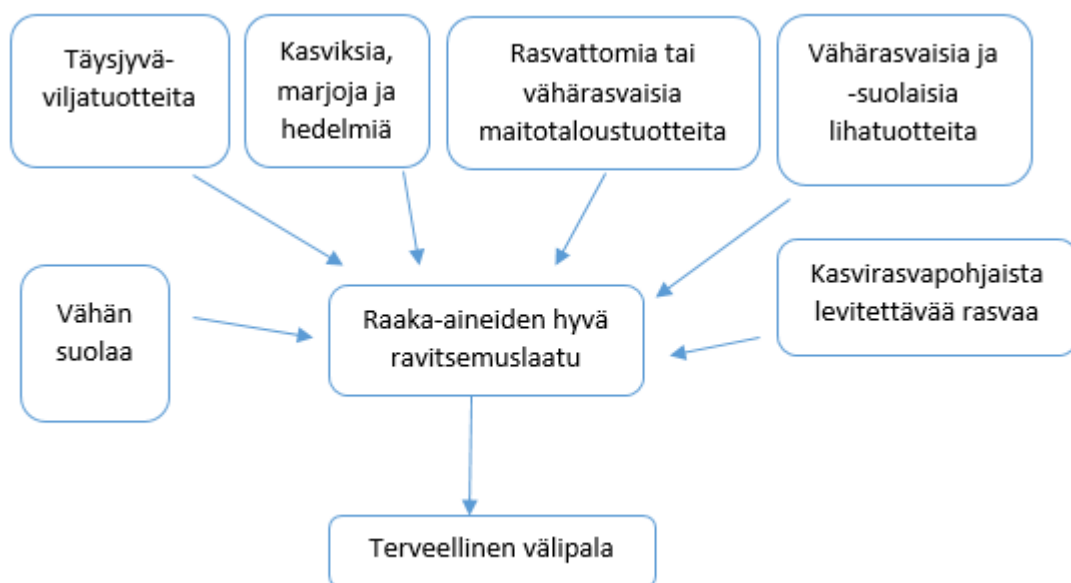 Täysjyvä-
viljatuotteita
Kasviksia,
marjoja ja
hedelmiä
Rasvattomia tai
vähärasvaisia
maitotaloustuotteita
Vähärasvaisia ja
-suolaisia
lihatuotteita
Vähän
suolaa
Raaka-aineiden hyvä
ravitsemuslaatu
Kasvirasvapohjaista
levitettävää rasvaa
Terveellinen välipala